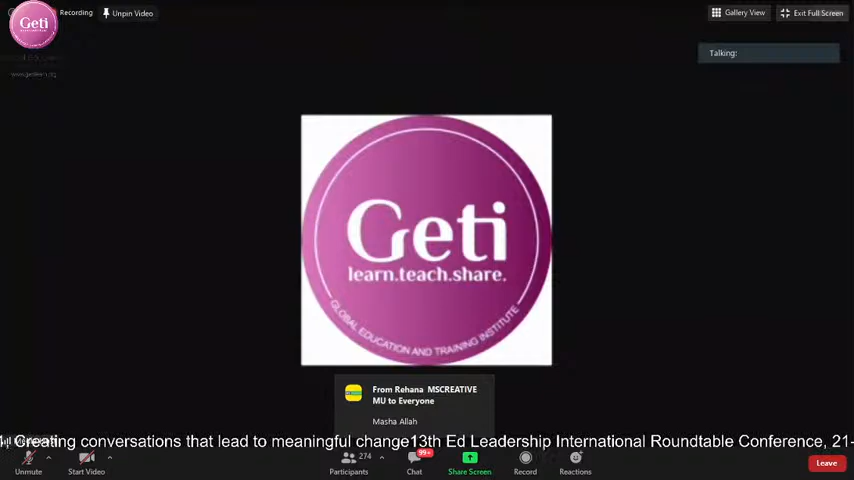 Geti
Recording
Unpin Video
Gallery View
Exit Full Screen
Talking:
Geti
learn.teach.share.
GLOBAL EDUCATION AND TRAINING INSTITUTE
From Rehana MSCREATIVE
MU to Everyone
Masha Allah
Creating conversations that lead to meaningful change13th Ed Leadership International Roundtable Conference, 21-
Unmute
Start Video
Participants
274
Chat
99+
Share Screen
Record
Reactions
Leave